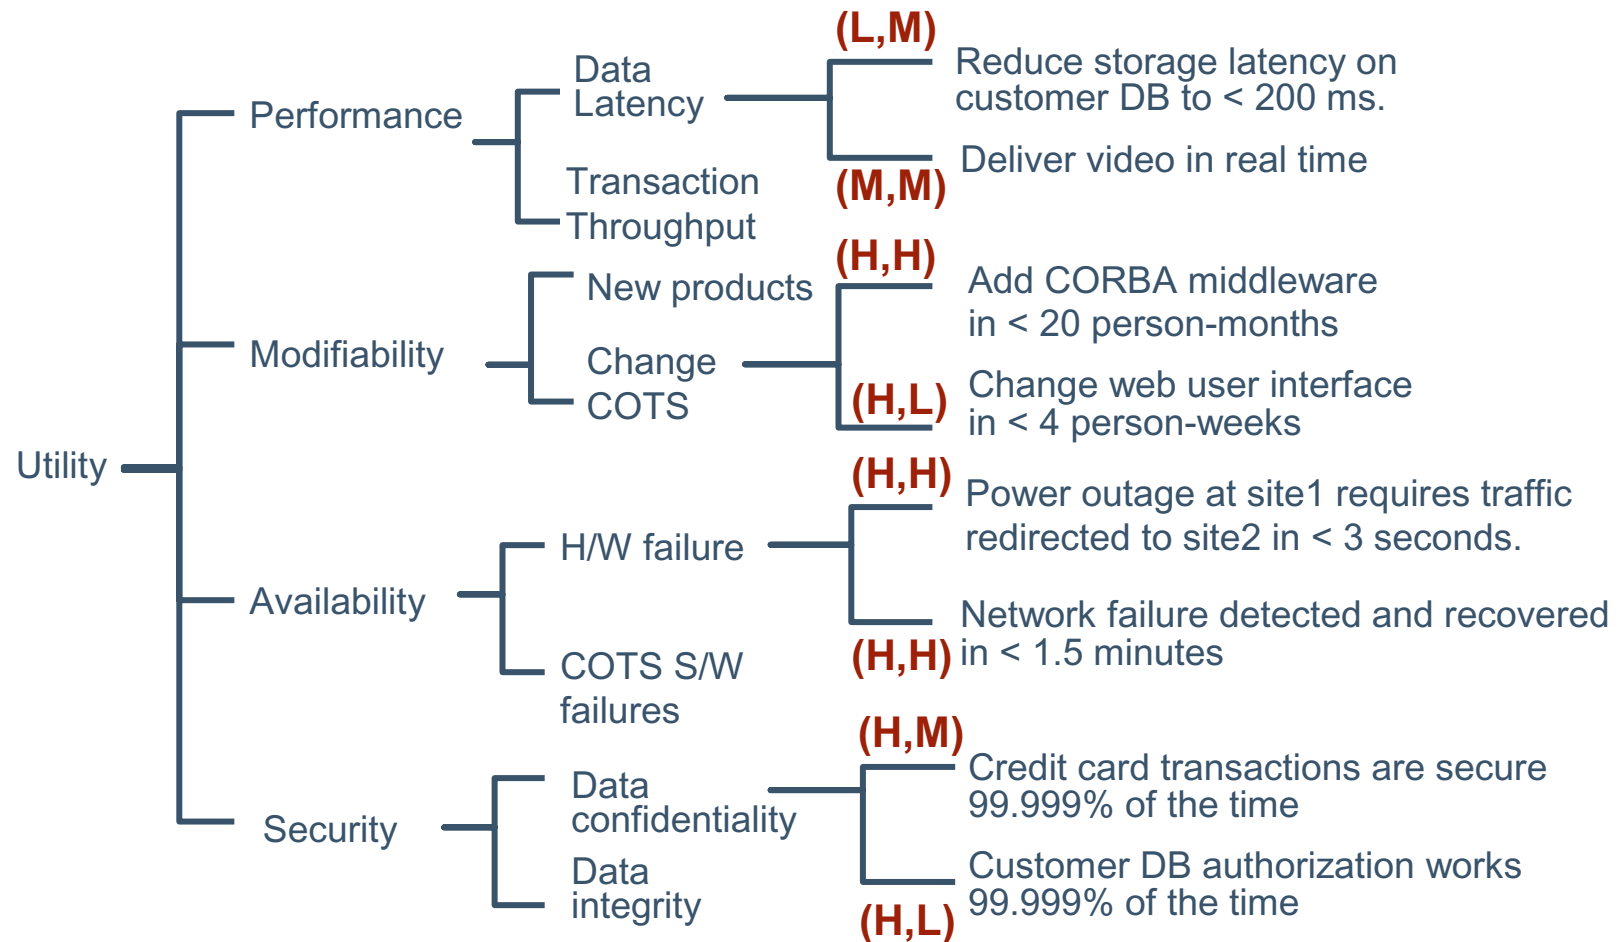 Utility
Performance
Data
Latency
(L,M)
Reduce storage latency on
customer DB to < 200 ms.
Deliver video in real time
(M,M)
Transaction
Throughput
Modifiability
New products
Change
COTS
(H,H)
Add CORBA middleware
in < 20 person-months
(H,L)
Change web user interface
in < 4 person-weeks
Availability
H/W failure
(H,H)
Power outage at site1 requires traffic
redirected to site2 in < 3 seconds.
Network failure detected and recovered
(H,H)
in < 1.5 minutes
COTS S/W
failures
Security
Data
confidentiality
(H,M)
Credit card transactions are secure
99.999% of the time
Customer DB authorization works
99.999% of the time
(H,L)
Data
integrity